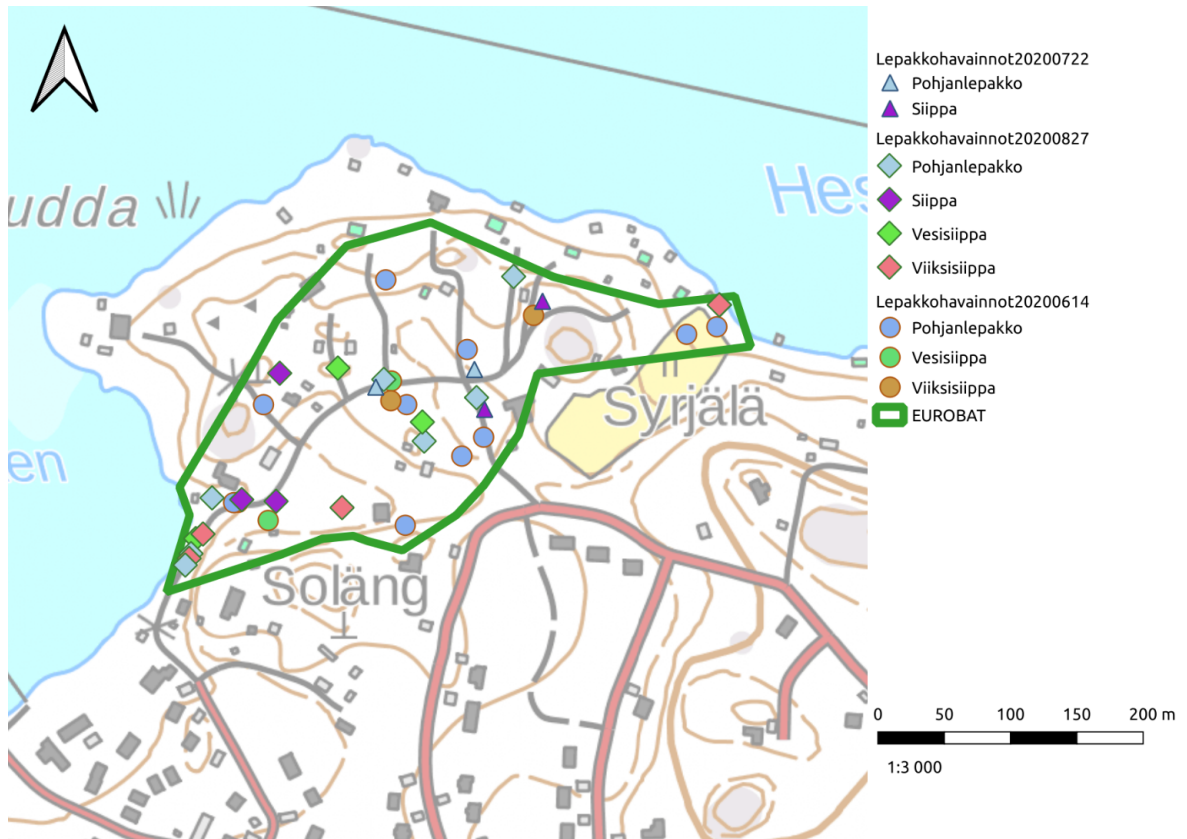 Lepakkohavainnot20200722
Pohjanlepakko
Siippa
Lepakkohavainnot20200827
Pohjanlepakko
Siippa
Vesisiippa
Viiksisiippa
Lepakkohavainnot20200614
Pohjanlepakko
Vesisiippa
Viiksisiippa
EUROBAT
udda
Hes
en
Syrjälä
Soläng
0 50 100 150 200 m
1:3 000